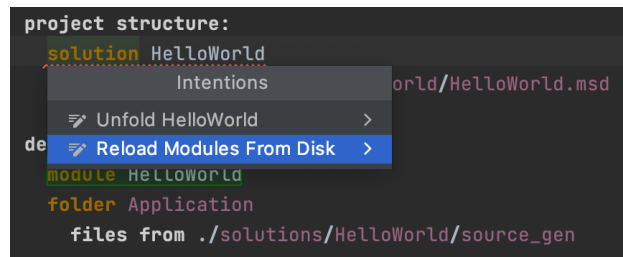 project structure:
solution HelloWorld
Intentions
orld/HelloWorld.msd
Unfold HelloWorld
de
Reload Modules From Disk
module HelloWorld
folder Application
files from ./solutions/HelloWorld/source_gen